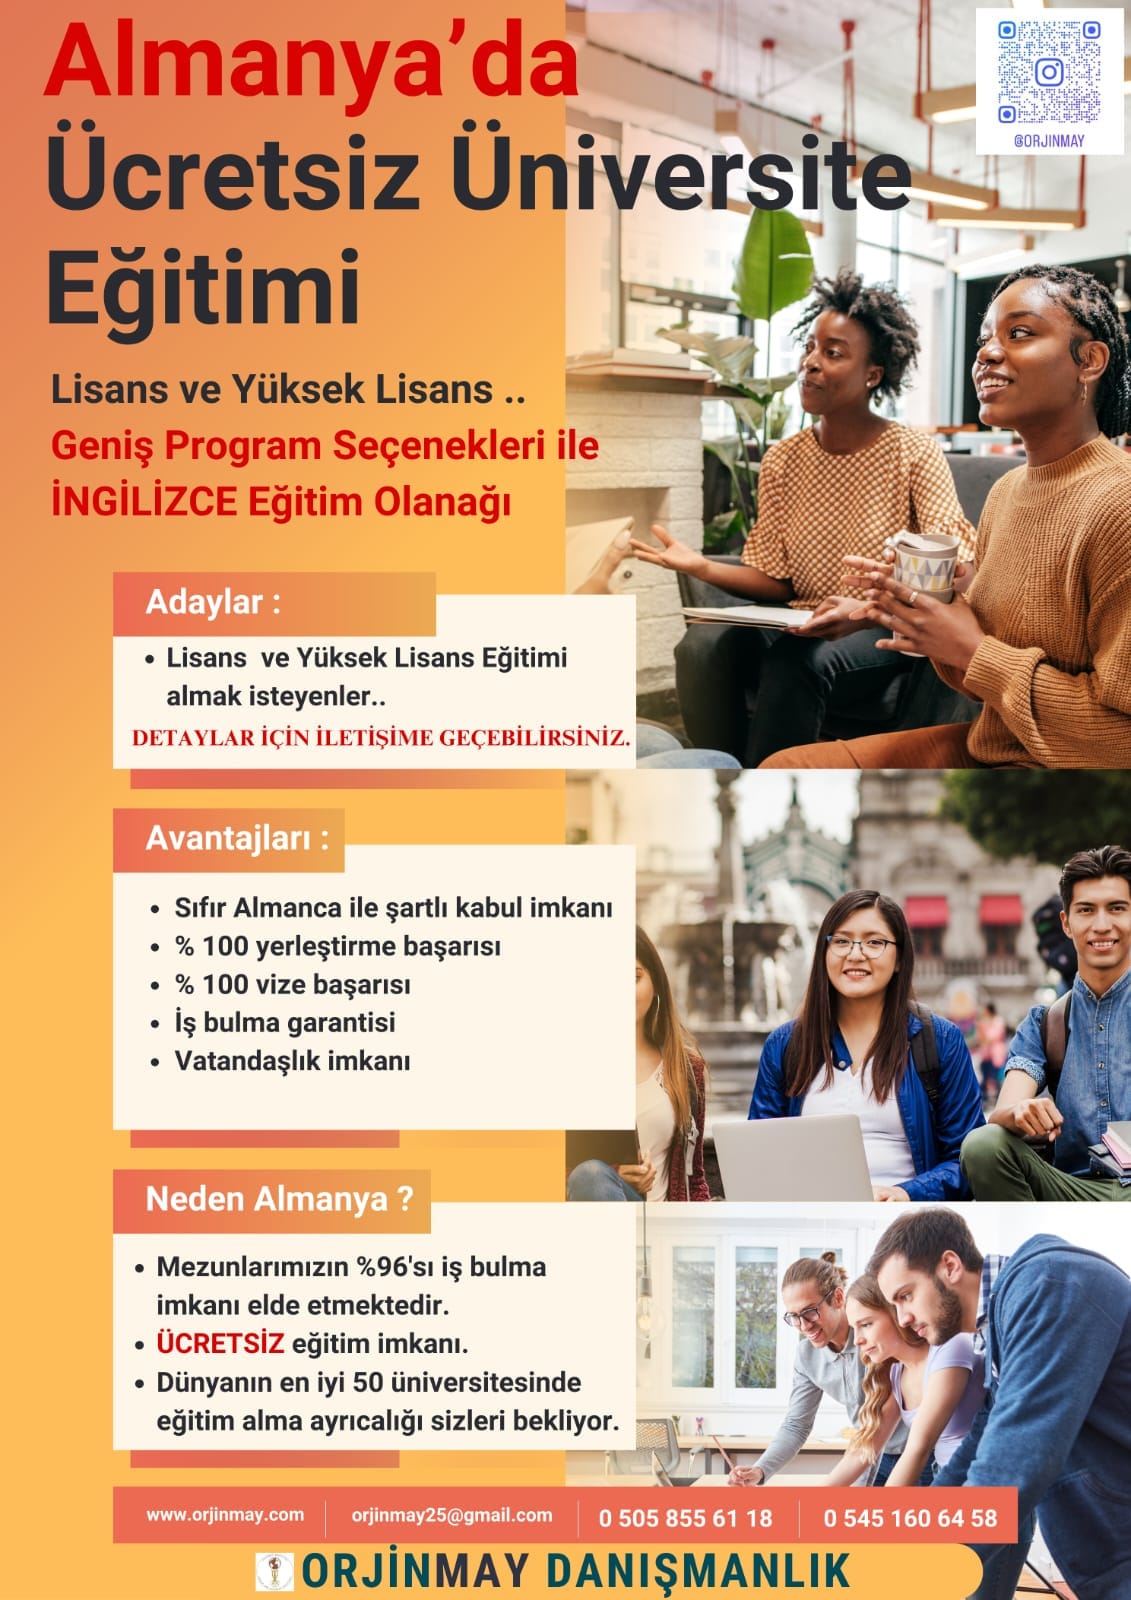 Almanya’da
Ücretsiz Üniversite
Eğitimi
@ORJINMAY
Lisans ve Yüksek Lisans ..
Geniş Program Seçenekleri ile
İNGİLİZCE Eğitim Olanağı
Adaylar :
• Lisans ve Yüksek Lisans Eğitimi
almak isteyenler..
DETAYLAR İÇİN İLETİŞİME GEÇEBİLİRSİNİZ.
Avantajları :
• Sıfır Almanca ile şartlı kabul imkanı
• % 100 yerleştirme başarısı
• % 100 vize başarısı
• İş bulma garantisi
• Vatandaşlık imkanı
Neden Almanya ?
• Mezunlarımızın %96'sı iş bulma
imkanı elde etmektedir.
• ÜCRETSİZ eğitim imkanı.
• Dünyanın en iyi 50 üniversitesinde
eğitim alma ayrıcalığı sizleri bekliyor.
www.orjinmay.com orjinmay25@gmail.com 0 505 855 61 18 0 545 160 64 58
ORJİNMAY DANIŞMANLIK